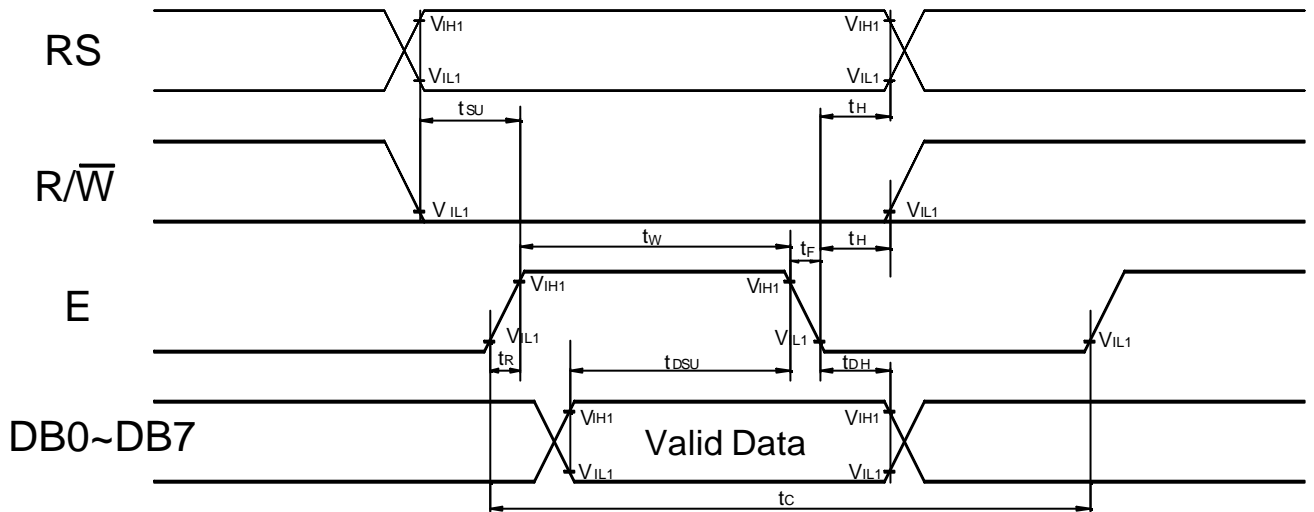 RS VIH1 VIH1
VIL1 VIL1
tSU tH
R/W̅ VIL1 VIL1
tW tF tH
E VIH1 VIH1
VIL1 VIL1 VIL1
tR tDSU tDH
DB0~DB7 VIH1 Valid Data VIH1
VIL1 VIL1
tC